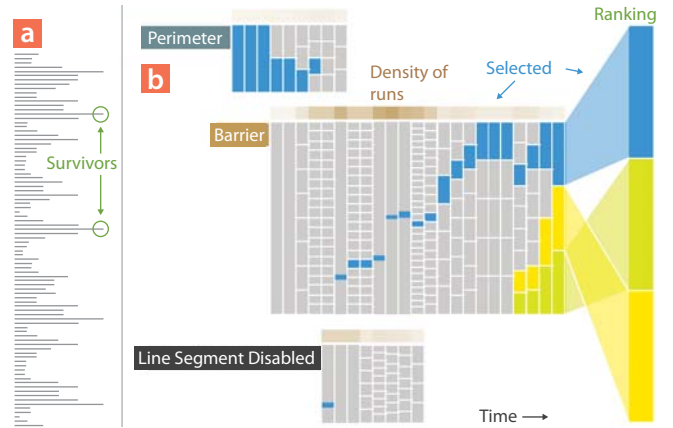 a
Survivors
b
Ranking
Perimeter
Density of
runs
Selected
Barrier
Line Segment Disabled
Time